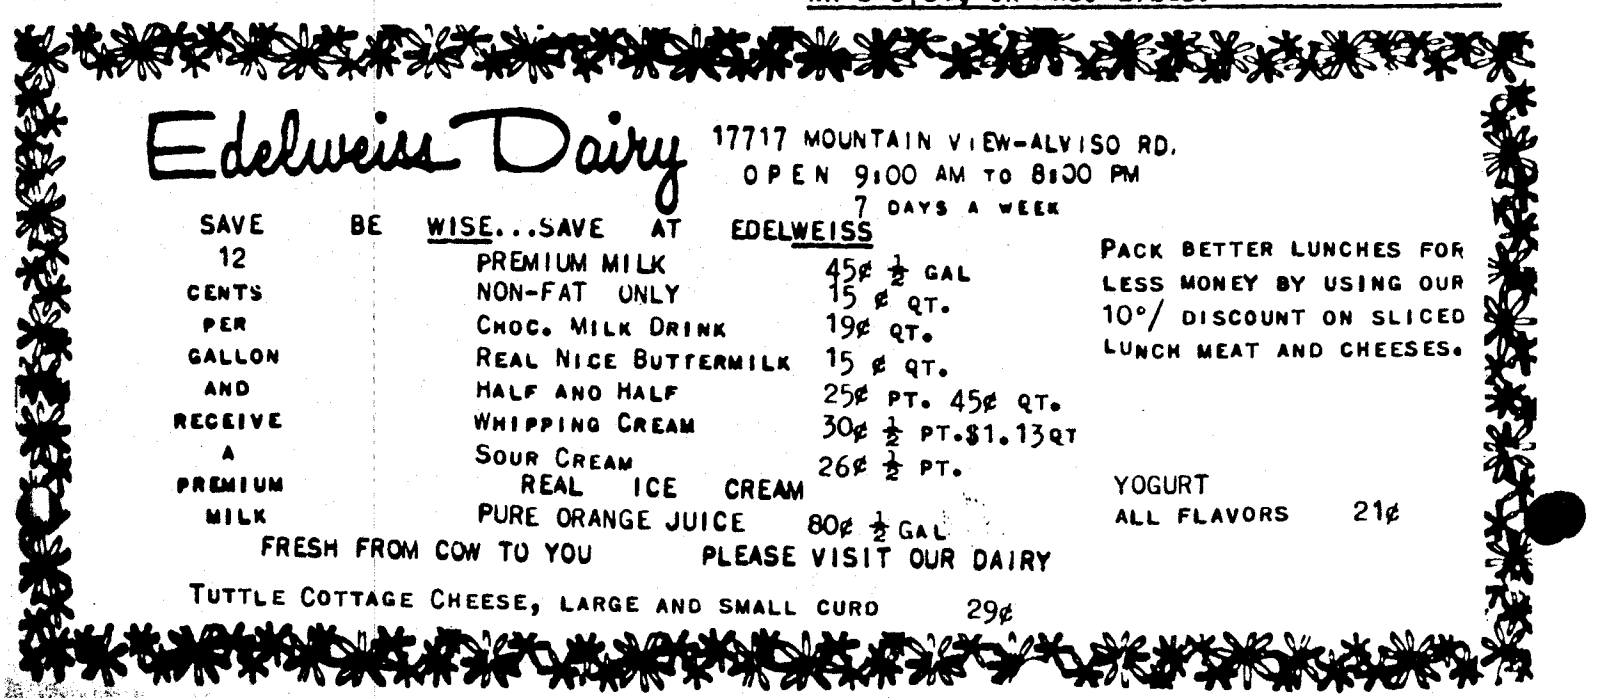 Edelweiss Dairy
17717 MOUNTAIN VIEW-ALVISO RD.
OPEN 9:00 AM TO 8:00 PM
7 DAYS A WEEK
SAVE BE WISE...SAVE AT EDELWEISS
12
CENTS
PER
GALLON
AND
RECEIVE
A
PREMIUM
MILK
PREMIUM MILK 45¢ ½ GAL
NON-FAT ONLY 15 ¢ QT.
CHOC. MILK DRINK 19¢ QT.
REAL NICE BUTTERMILK 15 ¢ QT.
HALF AND HALF 25¢ PT. 45¢ QT.
WHIPPING CREAM 30¢ ½ PT.$1.13QT
SOUR CREAM 26¢ ½ PT.
REAL ICE CREAM
PURE ORANGE JUICE 80¢ ½ GAL
PACK BETTER LUNCHES FOR
LESS MONEY BY USING OUR
10°/ DISCOUNT ON SLICED
LUNCH MEAT AND CHEESES.
YOGURT
ALL FLAVORS 21¢
FRESH FROM COW TO YOU PLEASE VISIT OUR DAIRY
TUTTLE COTTAGE CHEESE, LARGE AND SMALL CURD 29¢